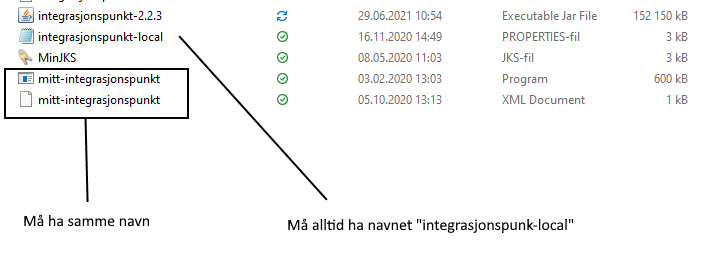 integrasjonspunkt-2.2.3 29.06.2021 10:54 Executable Jar File 152 150 kB
integrasjonspunkt-local 16.11.2020 14:49 PROPERTIES-fil 3 kB
MinJKS 08.05.2020 11:03 JKS-fil 3 kB
mitt-integrasjonspunkt 03.02.2020 13:03 Program 600 kB
mitt-integrasjonspunkt 05.10.2020 13:13 XML Document 1 kB
Må ha samme navn
Må alltid ha navnet "integrasjonspunk-local"